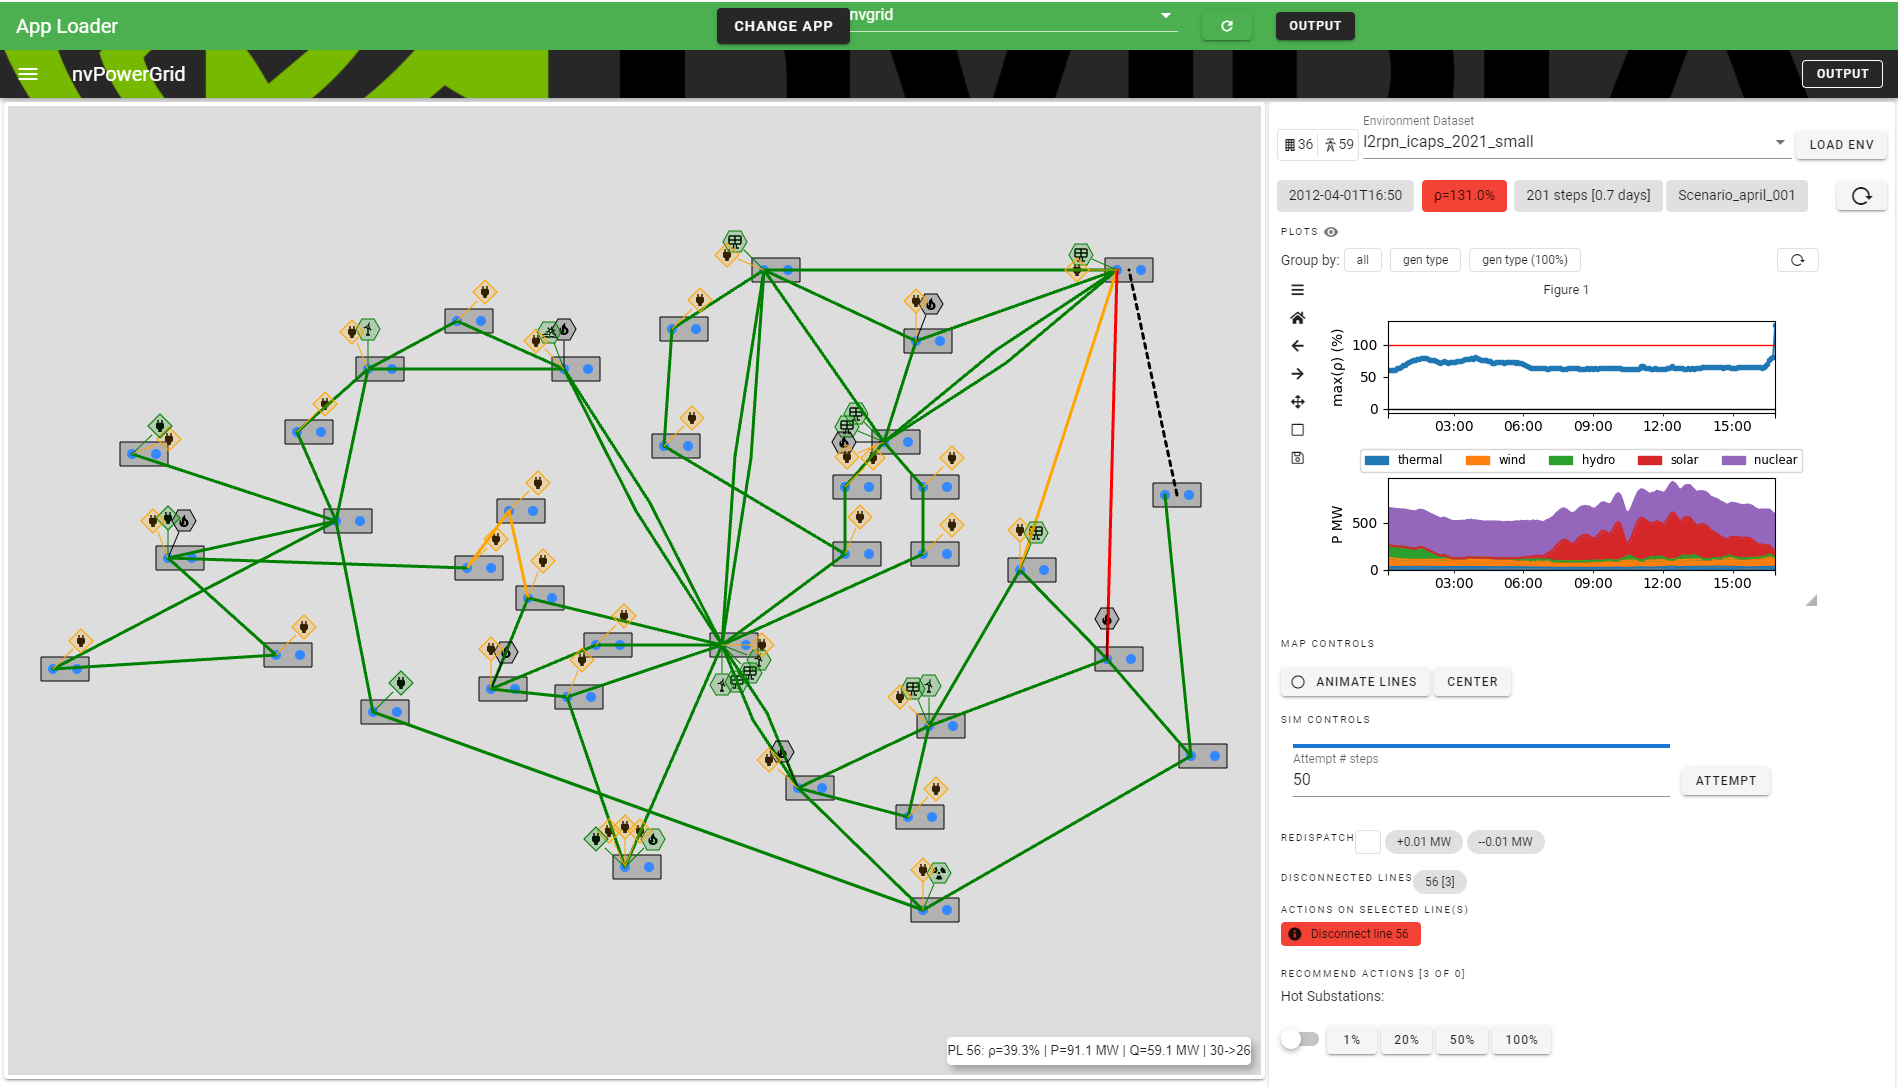 App Loader
CHANGE APP
nvgrid
OUTPUT
nvPowerGrid
OUTPUT
36
59
Environment Dataset
l2rpn_icaps_2021_small
LOAD ENV
2012-04-01T16:50
ρ=131.0%
201 steps [0.7 days]
Scenario_april_001
PLOTS
Group by:
all
gen type
gen type (100%)
Figure 1
max(ρ) (%)
100
50
0
03:00 06:00 09:00 12:00 15:00
thermal wind hydro solar nuclear
P MW
500
0
03:00 06:00 09:00 12:00 15:00
MAP CONTROLS
ANIMATE LINES
CENTER
SIM CONTROLS
Attempt # steps
50
ATTEMPT
REDISPATCH
+0.01 MW
--0.01 MW
DISCONNECTED LINES
56 [3]
ACTIONS ON SELECTED LINE(S)
Disconnect line 56
RECOMMEND ACTIONS [3 OF 0]
Hot Substations:
1%
20%
50%
100%
PL 56: ρ=39.3% | P=91.1 MW | Q=59.1 MW | 30->26